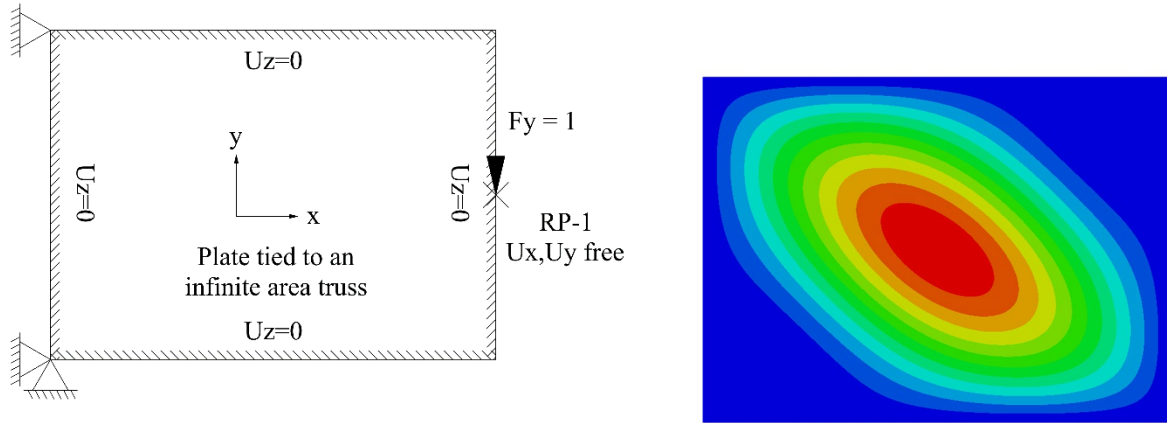 Uz=0
Fy = 1
y
Uz=0
Uz=0
x
RP-1
Ux,Uy free
Plate tied to an
infinite area truss
Uz=0